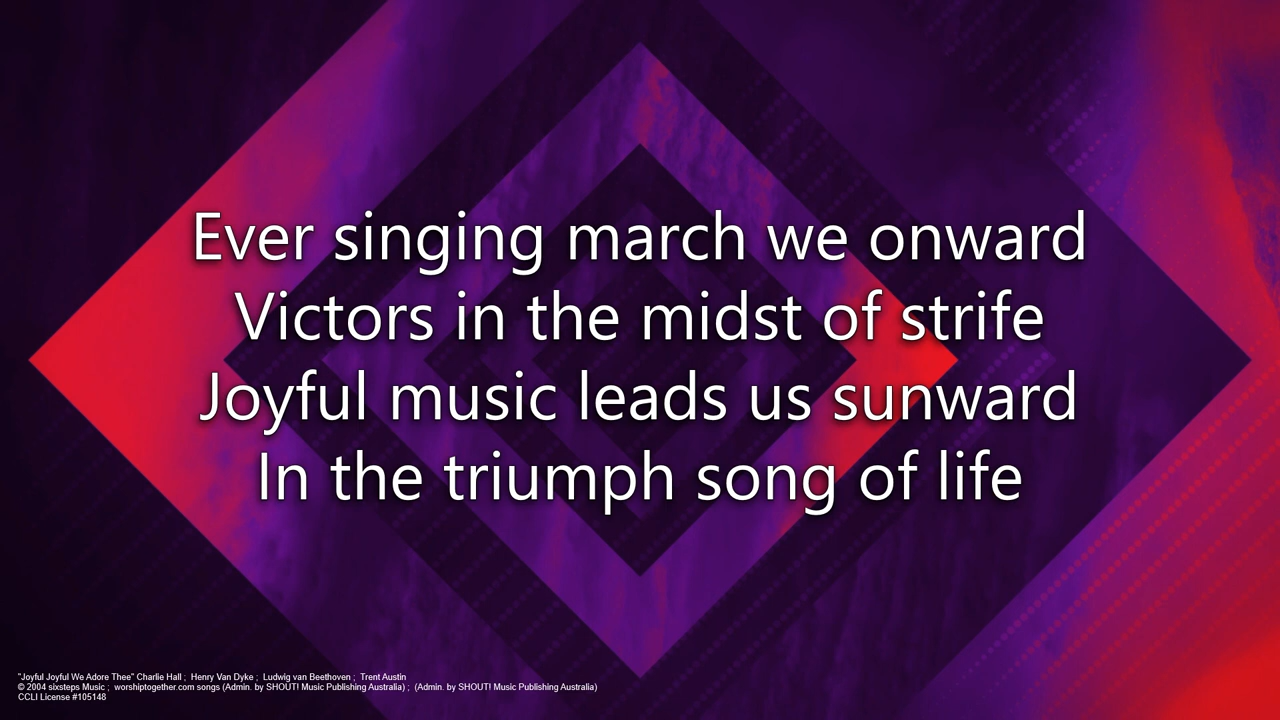 Ever singing march we onward
Victors in the midst of strife
Joyful music leads us sunward
In the triumph song of life
"Joyful Joyful We Adore Thee" Charlie Hall ; Henry Van Dyke ; Ludwig van Beethoven ; Trent Austin
© 2004 sixsteps Music ; worshiptogether.com songs (Admin. by SHOUT! Music Publishing Australia) ; (Admin. by SHOUT! Music Publishing Australia)
CCLI License #105148